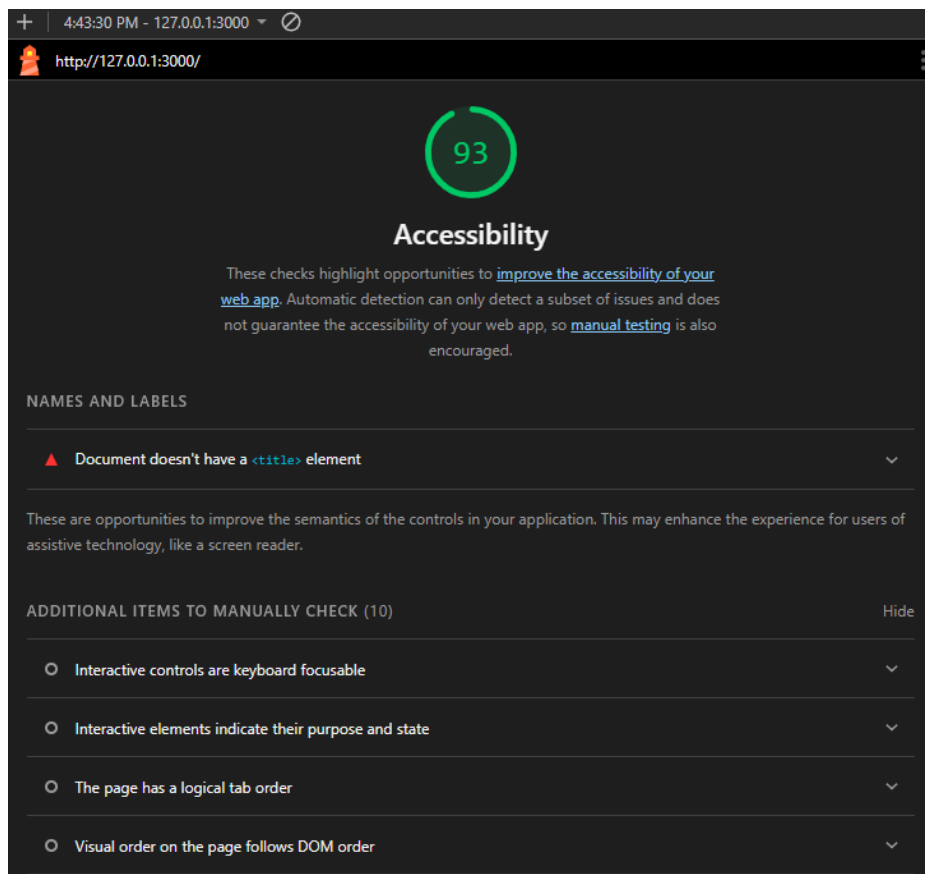 4:43:30 PM - 127.0.0.1:3000
http://127.0.0.1:3000/
93
Accessibility
These checks highlight opportunities to improve the accessibility of your
web app. Automatic detection can only detect a subset of issues and does
not guarantee the accessibility of your web app, so manual testing is also
encouraged.
NAMES AND LABELS
Document doesn't have a <title> element
These are opportunities to improve the semantics of the controls in your application. This may enhance the experience for users of
assistive technology, like a screen reader.
ADDITIONAL ITEMS TO MANUALLY CHECK (10) Hide
Interactive controls are keyboard focusable
Interactive elements indicate their purpose and state
The page has a logical tab order
Visual order on the page follows DOM order